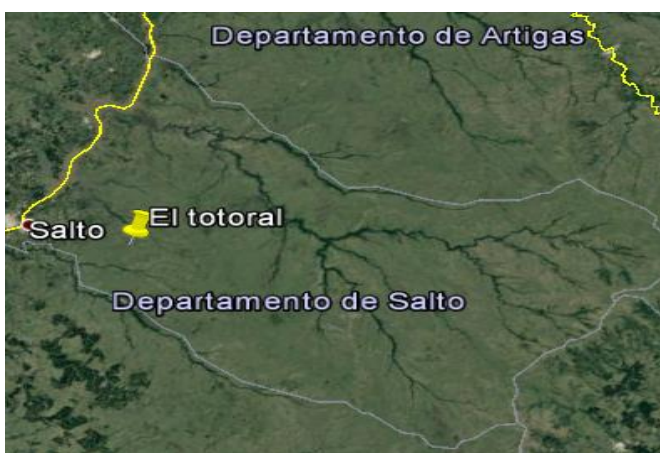 Departamento de Artigas
El totoral
Salto
Departamento de Salto